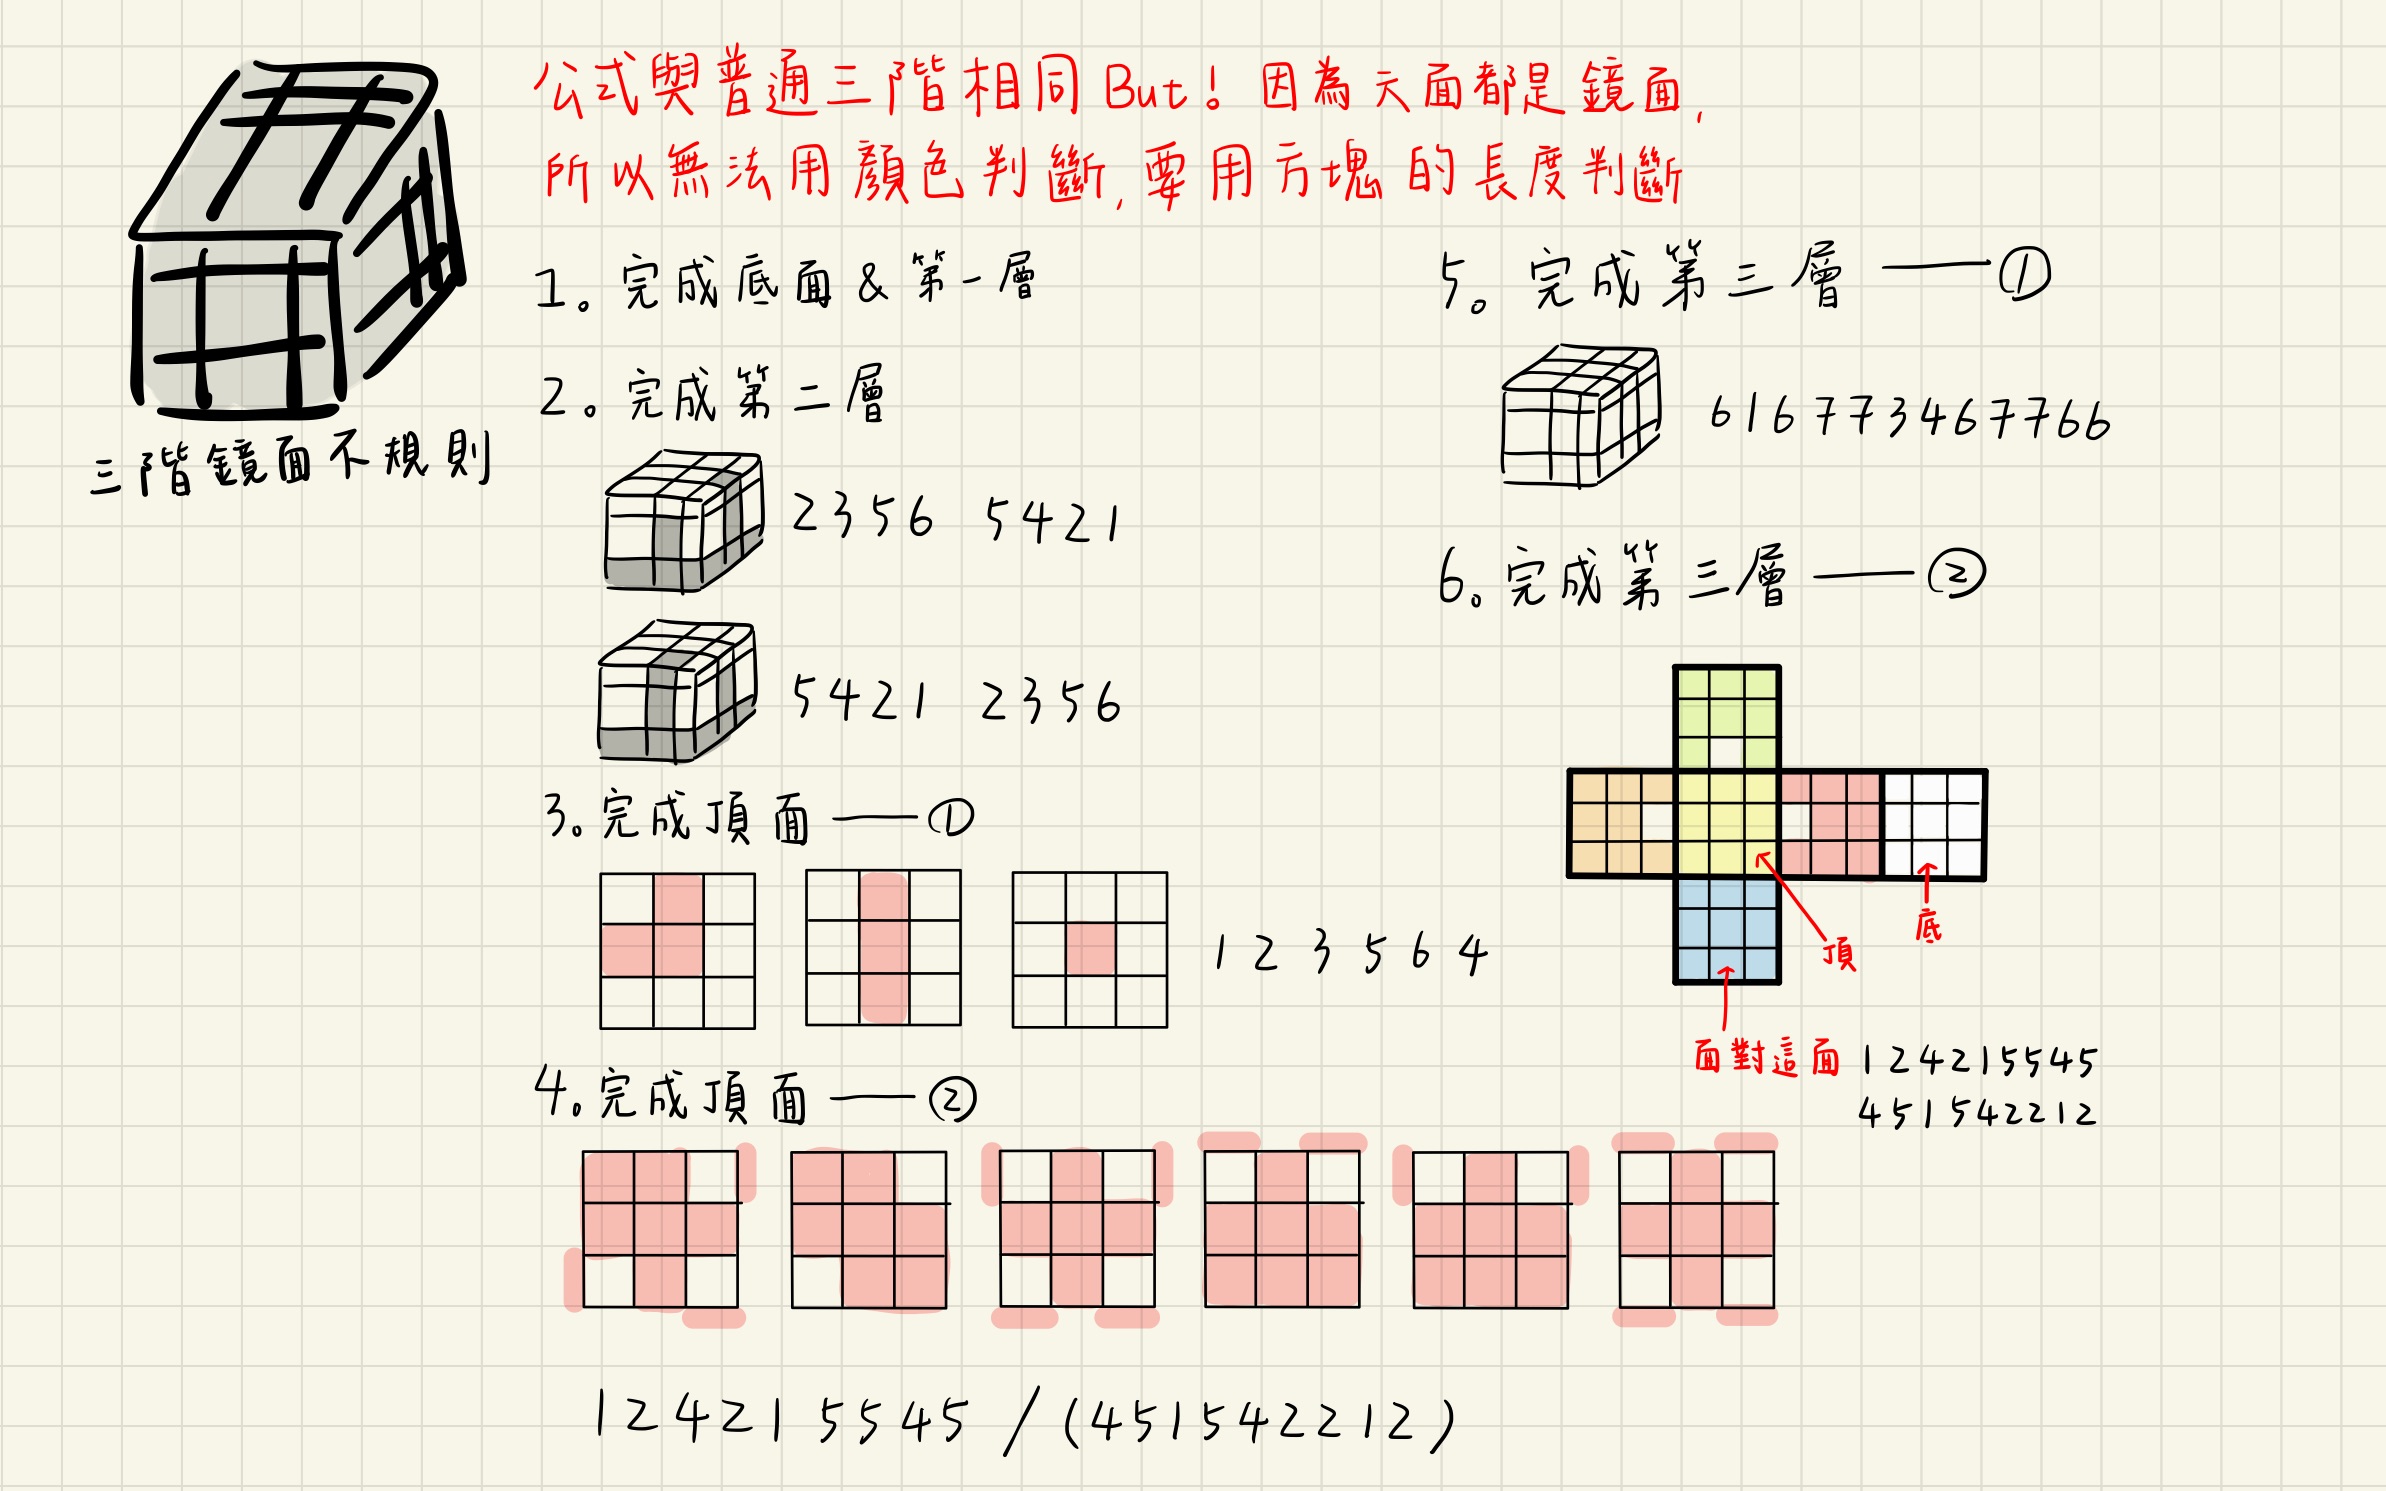 公式與普通三階相同But！因為六面都是鏡面，
所以無法用顏色判斷，要用方塊的長度判斷
三階鏡面不規則
1。完成底面&第一層
2。完成第二層
2356 5421
5421 2356
3。完成頂面——①
123564
4。完成頂面——②
124215545/(451542212)
5。完成第三層——①
616773467766
6。完成第三層——②
底
頂
面對這面 124215545
451542212